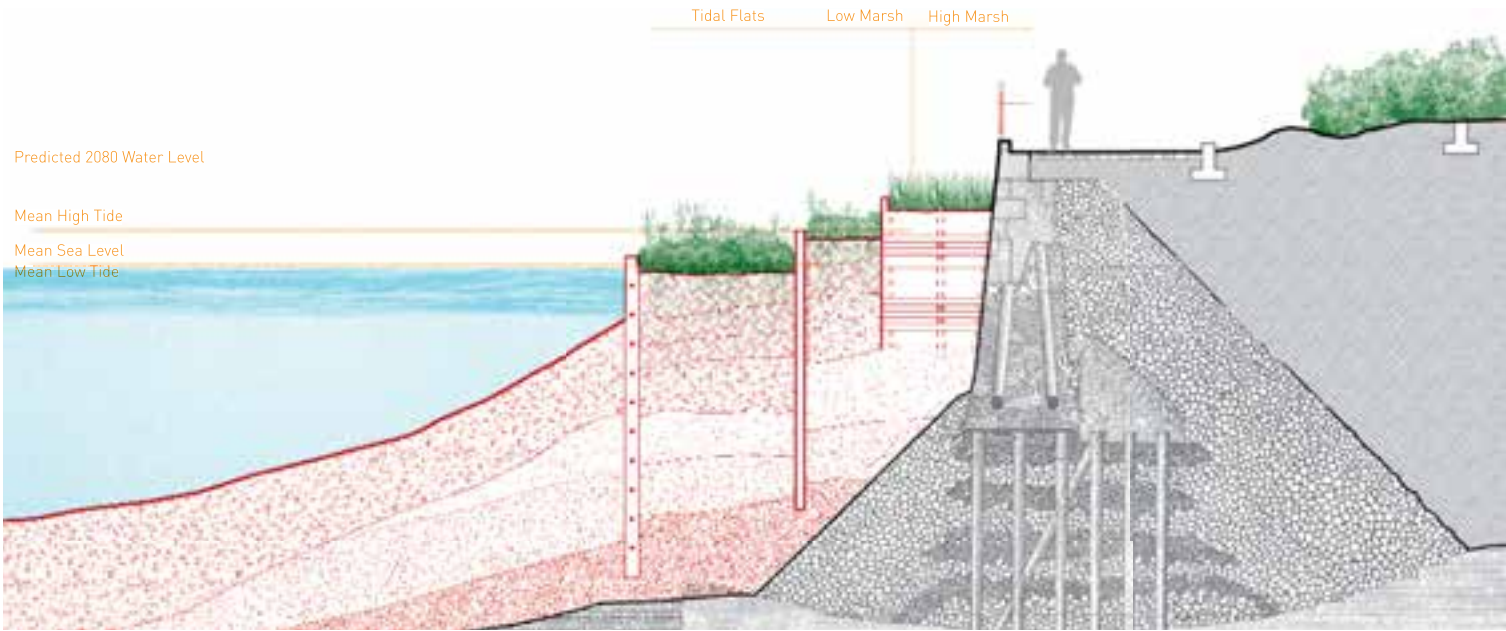 Tidal Flats
Low Marsh
High Marsh
Predicted 2080 Water Level
Mean High Tide
Mean Sea Level
Mean Low Tide